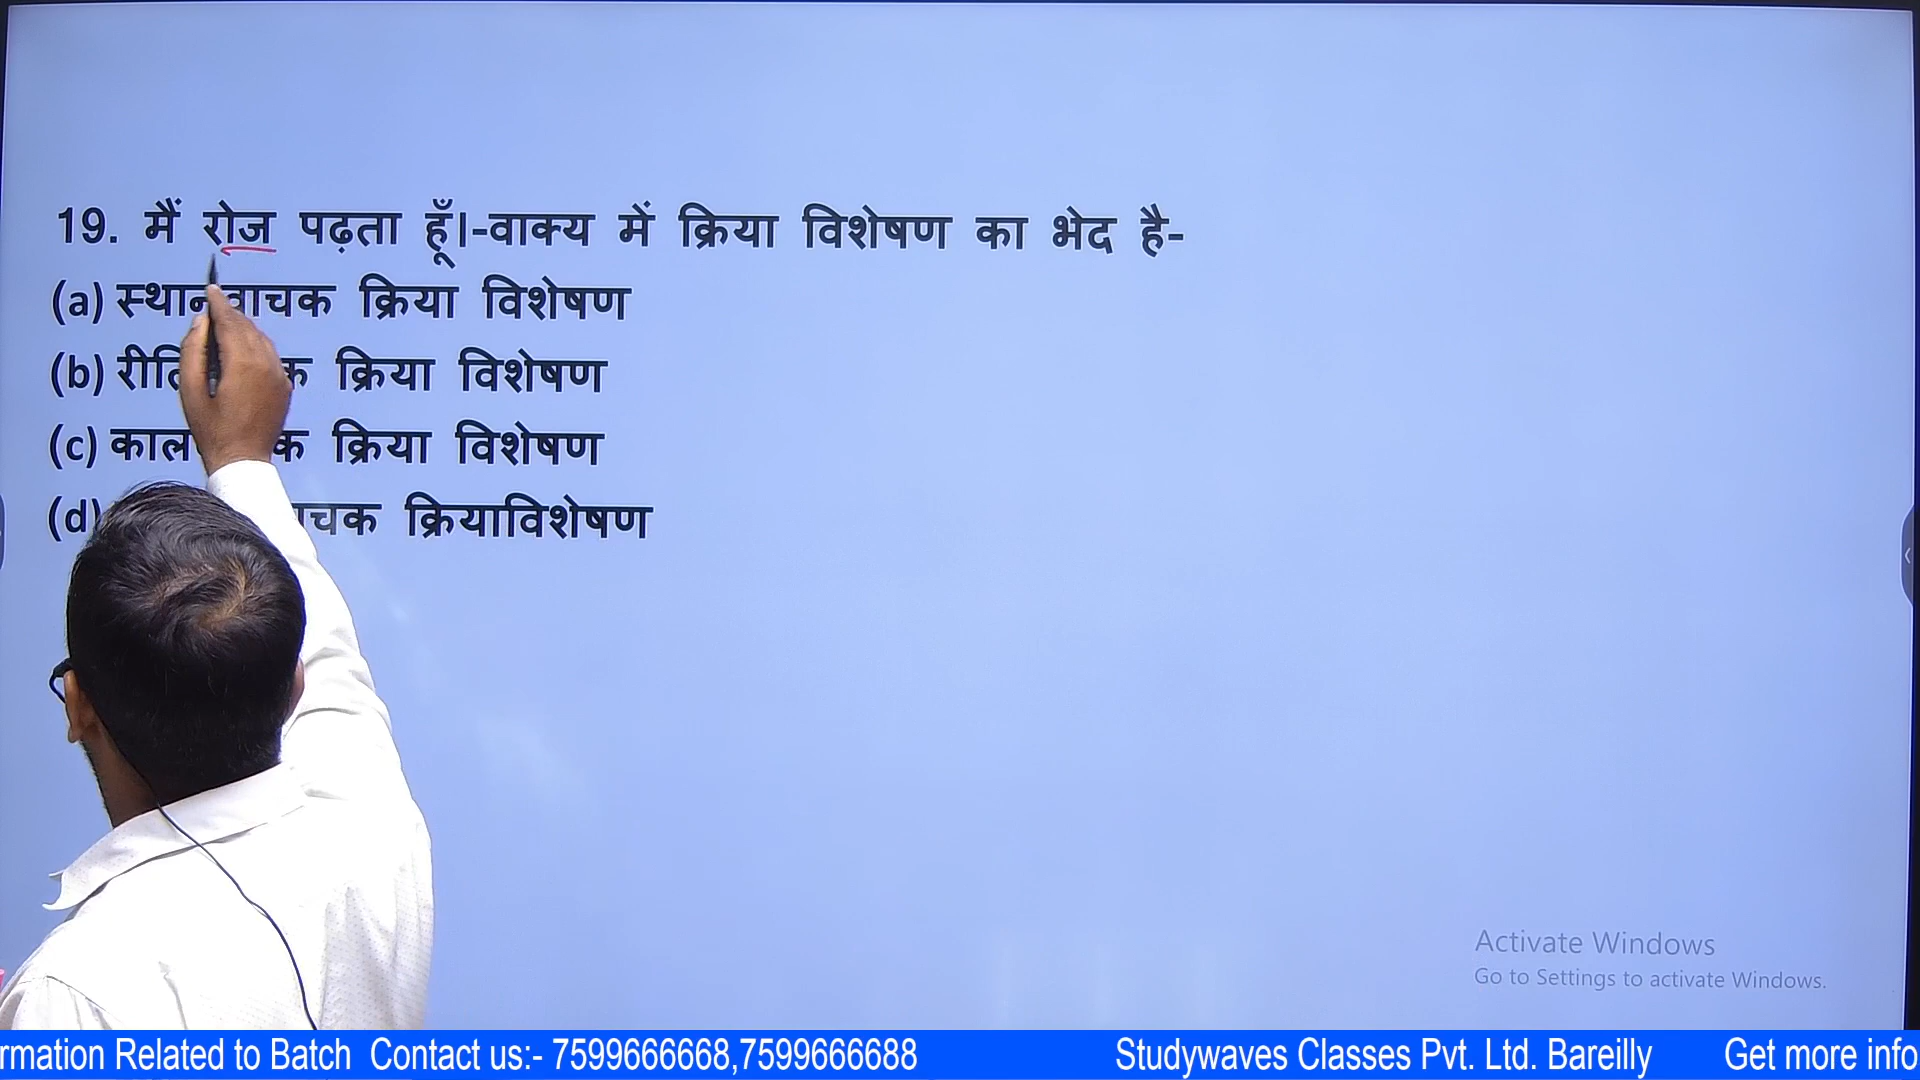 19. मैं रोज पढ़ता हूँ।-वाक्य में क्रिया विशेषण का भेद है-
(a) स्थानवाचक क्रिया विशेषण
(b) क्रिया विशेषण
(c) क्रिया विशेषण
(d) क्रियाविशेषण
Activate Windows
Go to Settings to activate Windows.
rmation Related to Batch Contact us:- 7599666668,7599666688 Studywaves Classes Pvt. Ltd. Bareilly Get more info